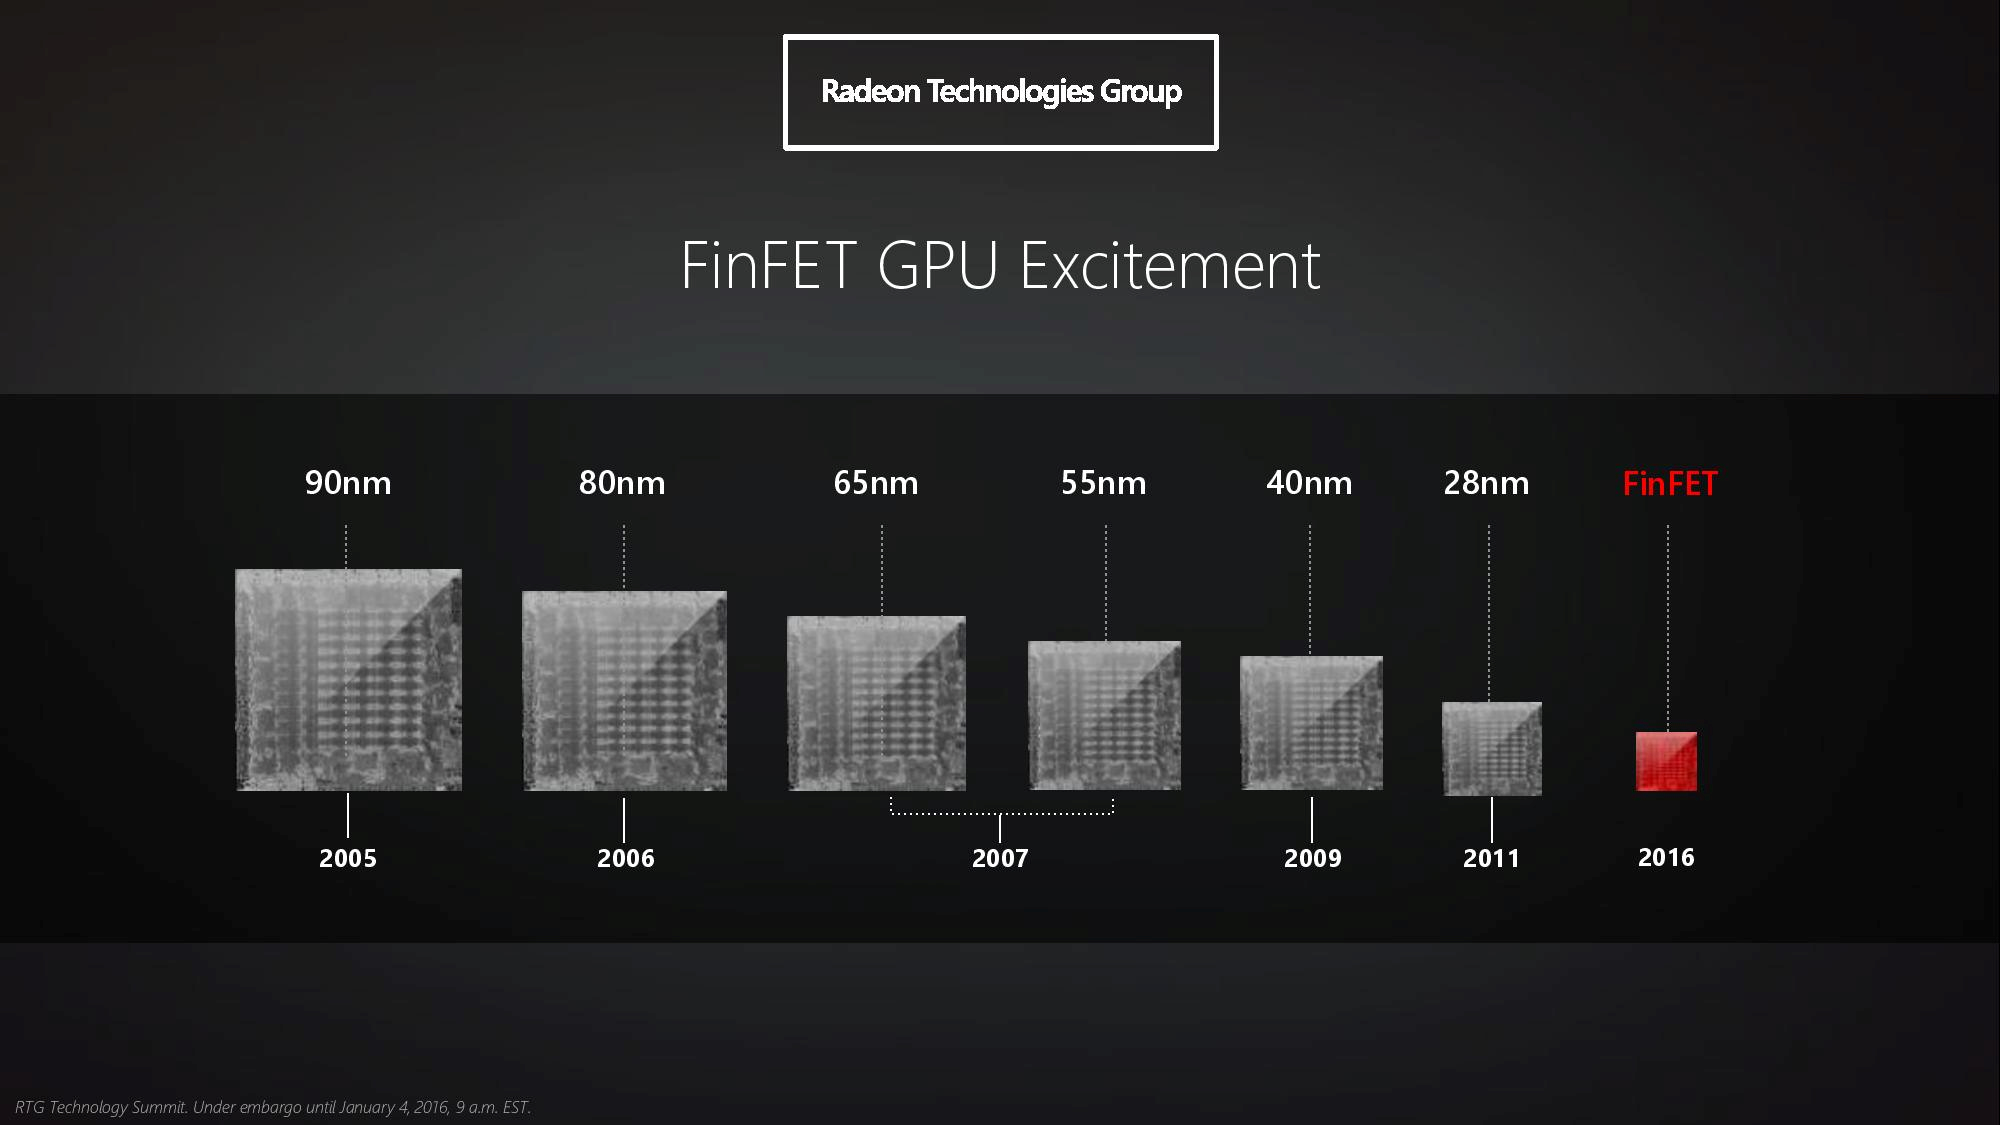 Radeon Technologies Group
FinFET GPU Excitement
90nm 80nm 65nm 55nm 40nm 28nm FinFET
2005 2006 2007 2009 2011 2016
RTG Technology Summit. Under embargo until January 4, 2016, 9 a.m. EST.